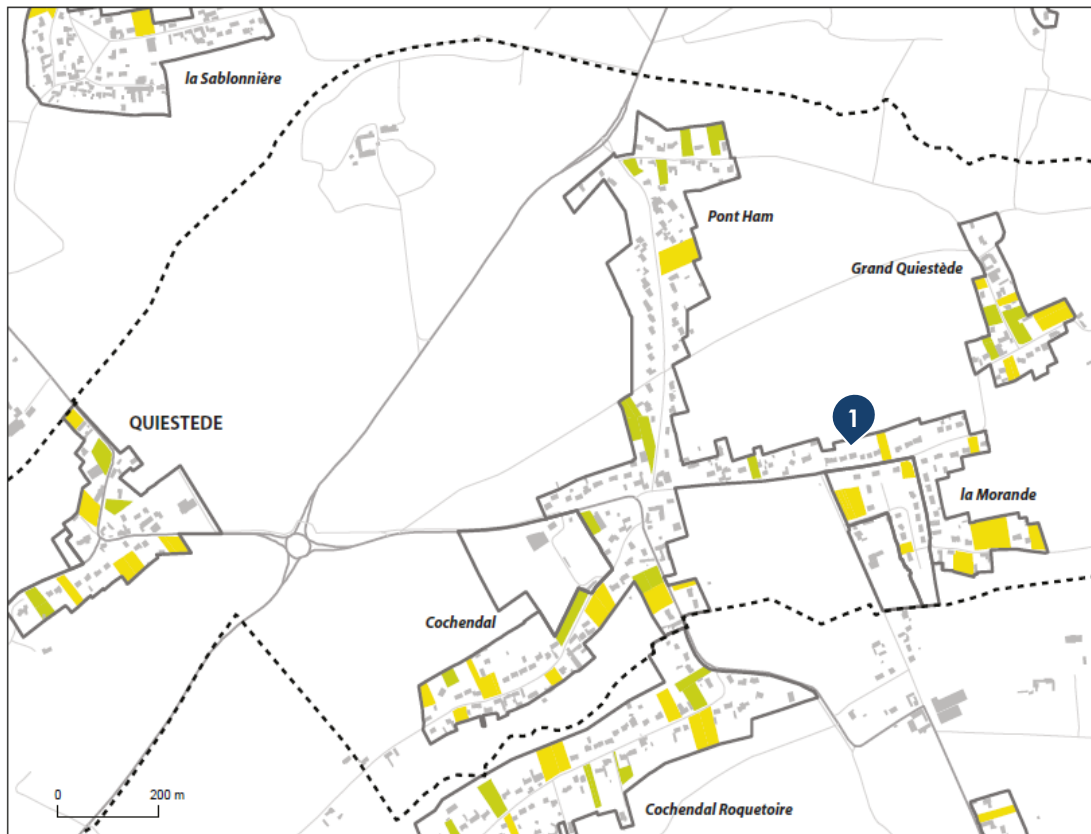 la Sablonnière
Pont Ham
Grand Quiestède
QUIESTEDE
1
la Morande
Cochendal
0
200 m
Cochendal Roquetoire